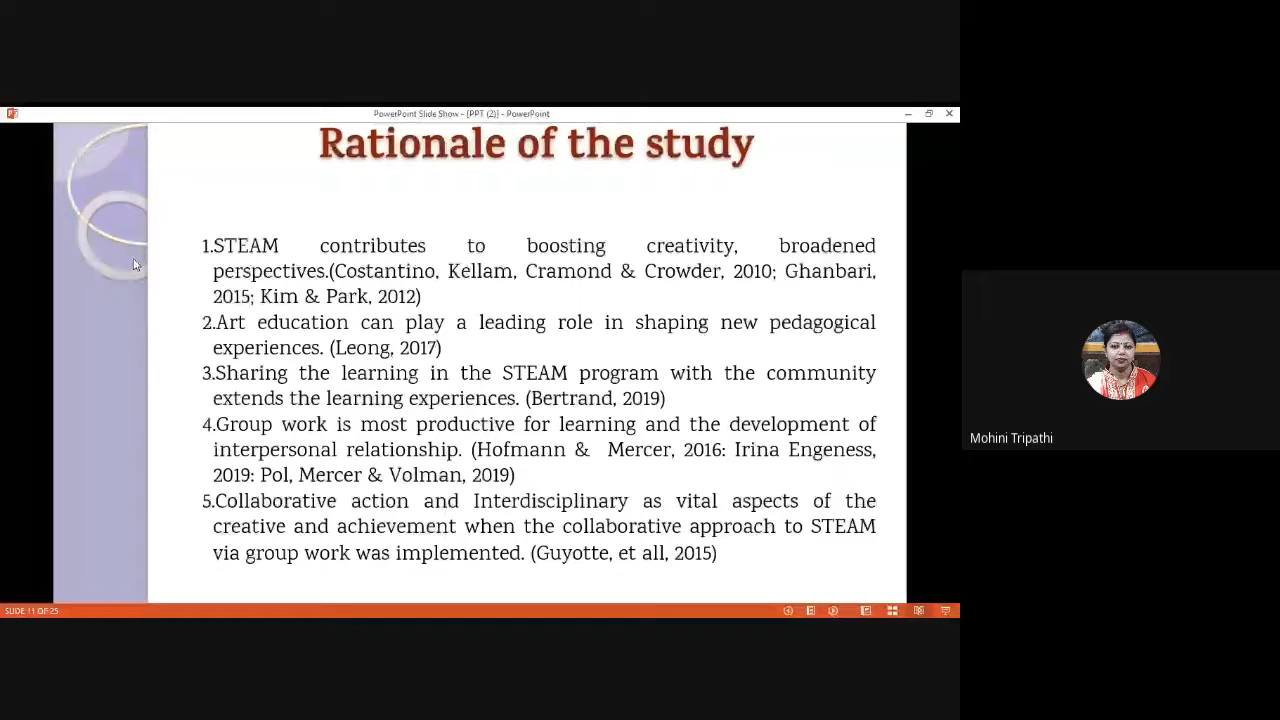 PowerPoint Slide Show - [PPT (2)] - PowerPoint
Rationale of the study
1.STEAM contributes to boosting creativity, broadened
perspectives.(Costantino, Kellam, Cramond & Crowder, 2010; Ghanbari,
2015; Kim & Park, 2012)
2.Art education can play a leading role in shaping new pedagogical
experiences. (Leong, 2017)
3.Sharing the learning in the STEAM program with the community
extends the learning experiences. (Bertrand, 2019)
4.Group work is most productive for learning and the development of
interpersonal relationship. (Hofmann & Mercer, 2016: Irina Engeness,
2019: Pol, Mercer & Volman, 2019)
5.Collaborative action and Interdisciplinary as vital aspects of the
creative and achievement when the collaborative approach to STEAM
via group work was implemented. (Guyotte, et all, 2015)
Mohini Tripathi
SLIDE 11 OF 25